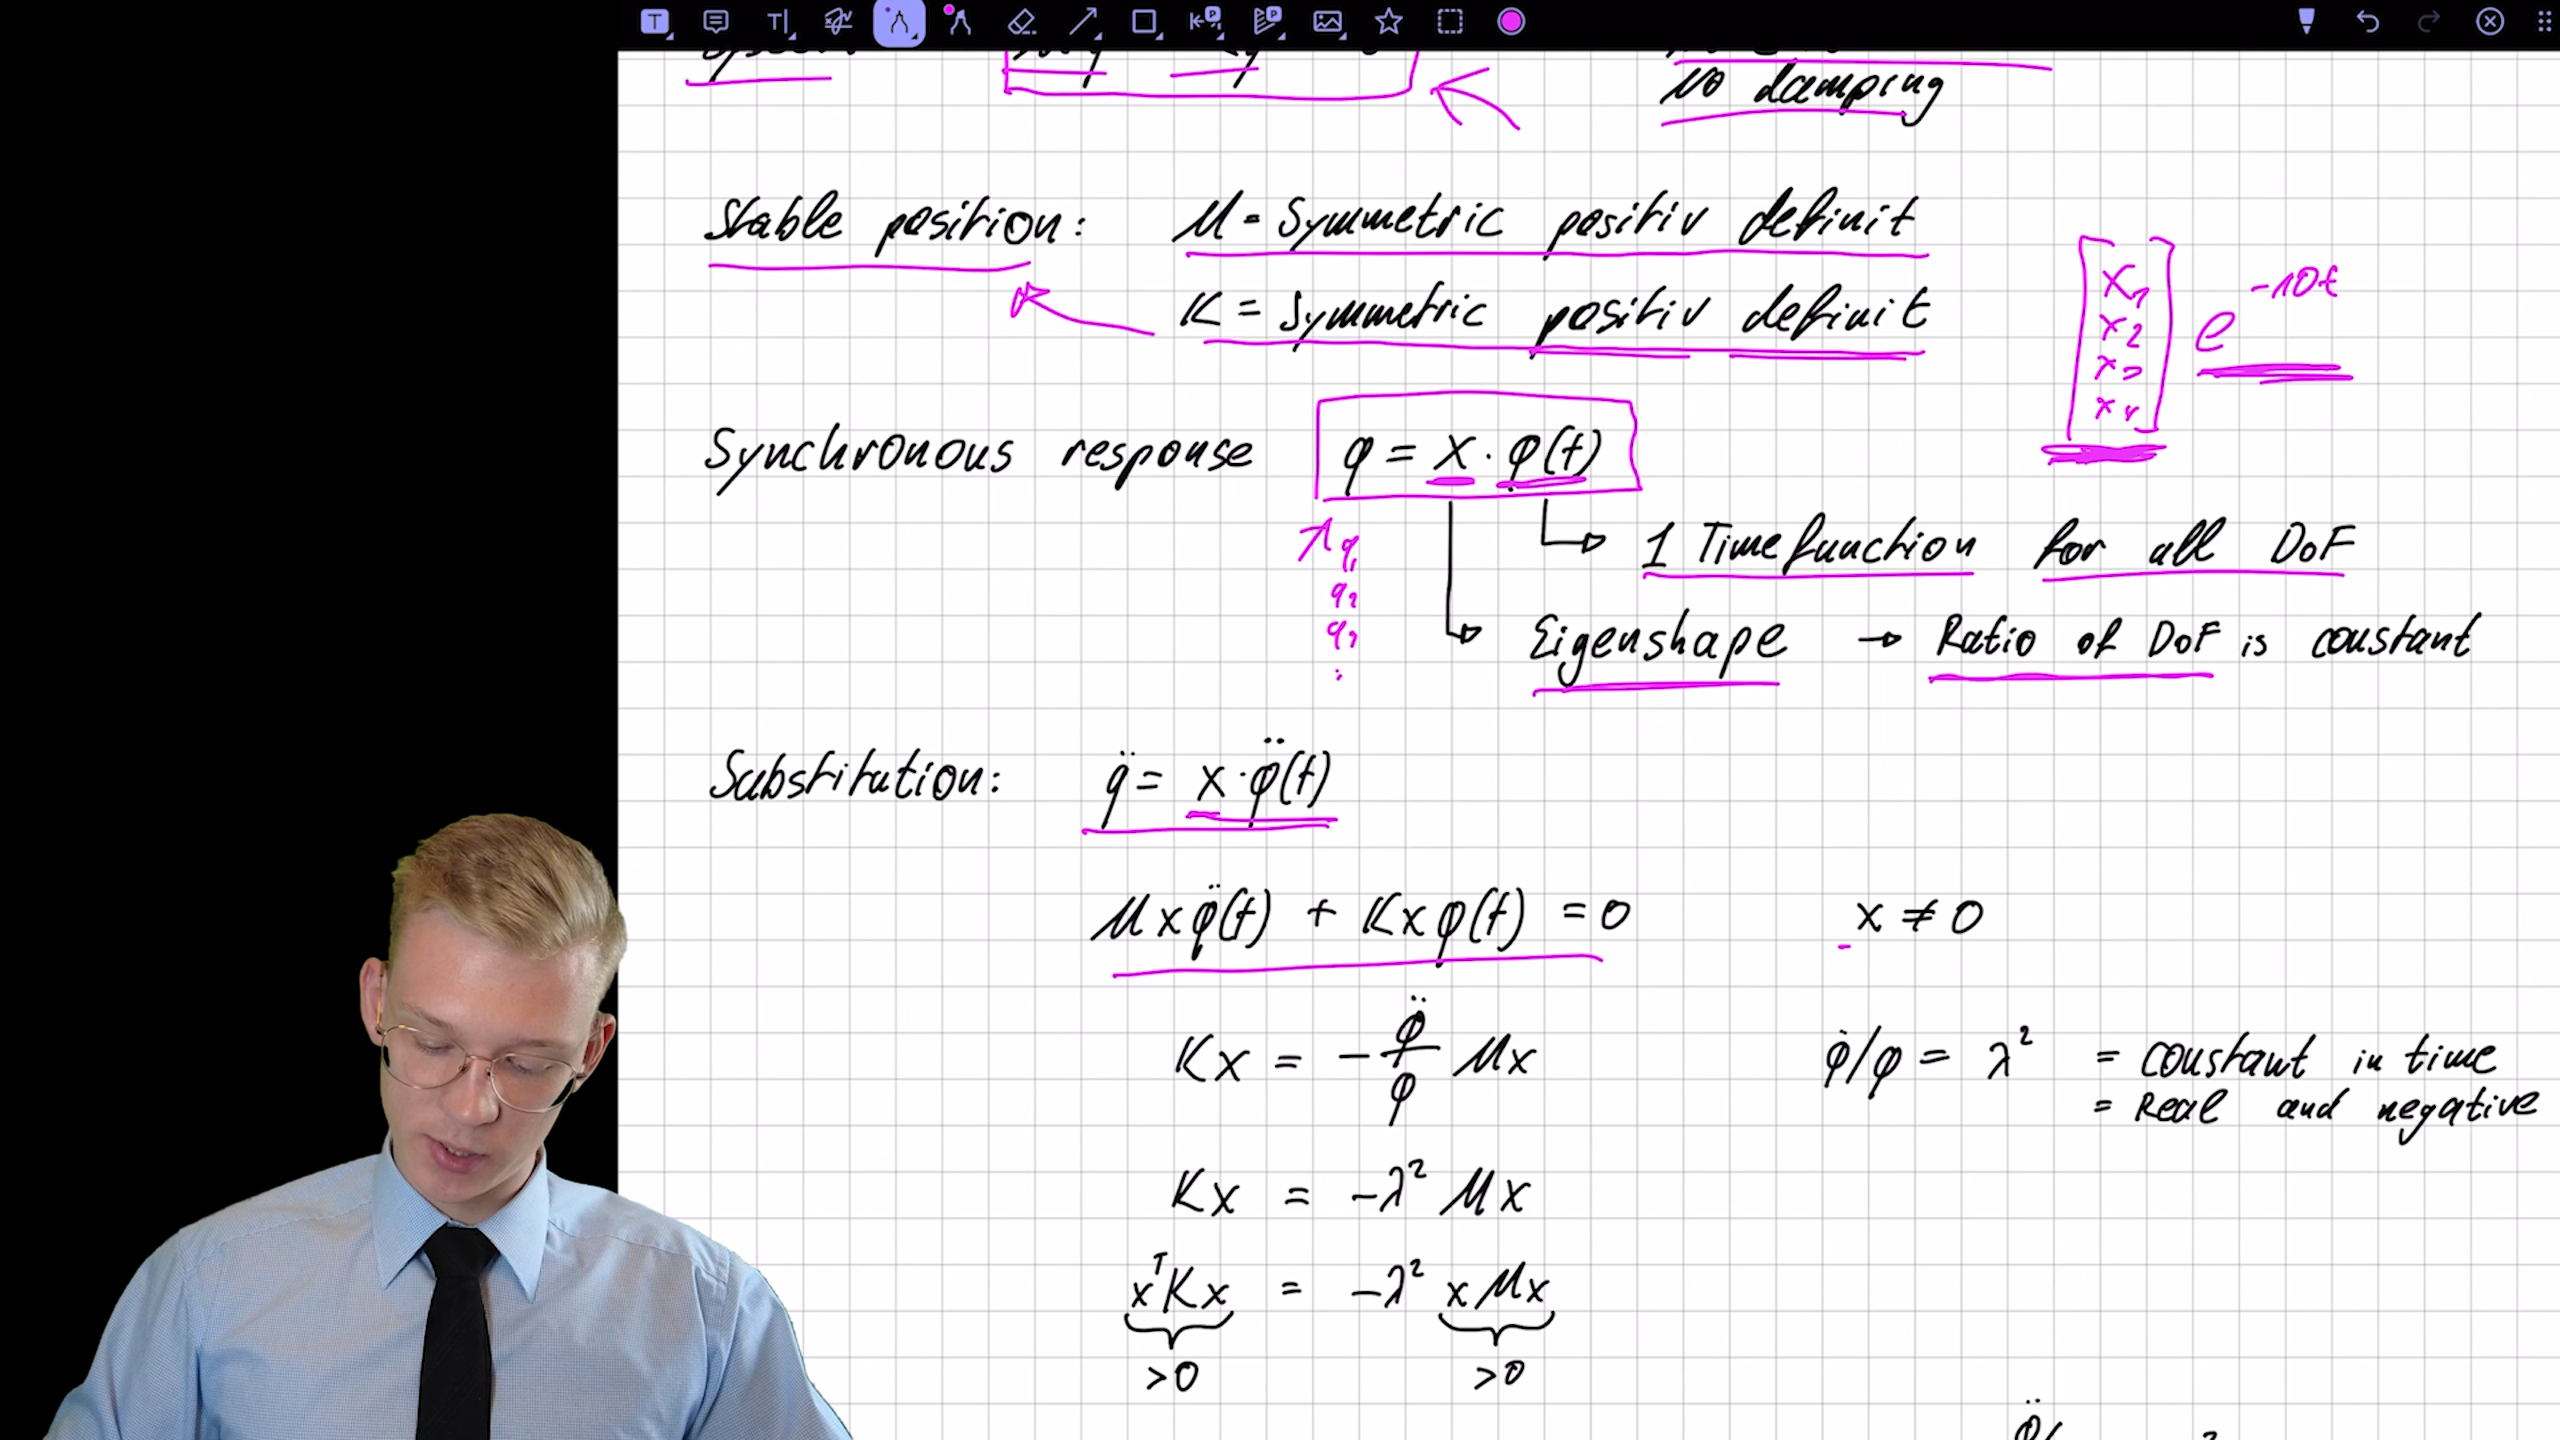 No damping
Stable position: M = Symmetric positiv definit
K = Symmetric positiv definit
x₁
x₂
x₃
x₄
e^-10t
Synchronous response q = x · φ(t)
q₁
q₂
q₃
:
1 Timefunction for all DoF
Eigenshape → Ratio of DoF is constant
Substitution: q̈ = x · φ̈(t)
Mxφ̈(t) + Kxφ(t) = 0 x ≠ 0
Kx = - φ̈/φ Mx φ̇/φ = λ² = constant in time
= Real and negative
Kx = -λ² Mx
xᵀKx = -λ² xMx
>0 >0